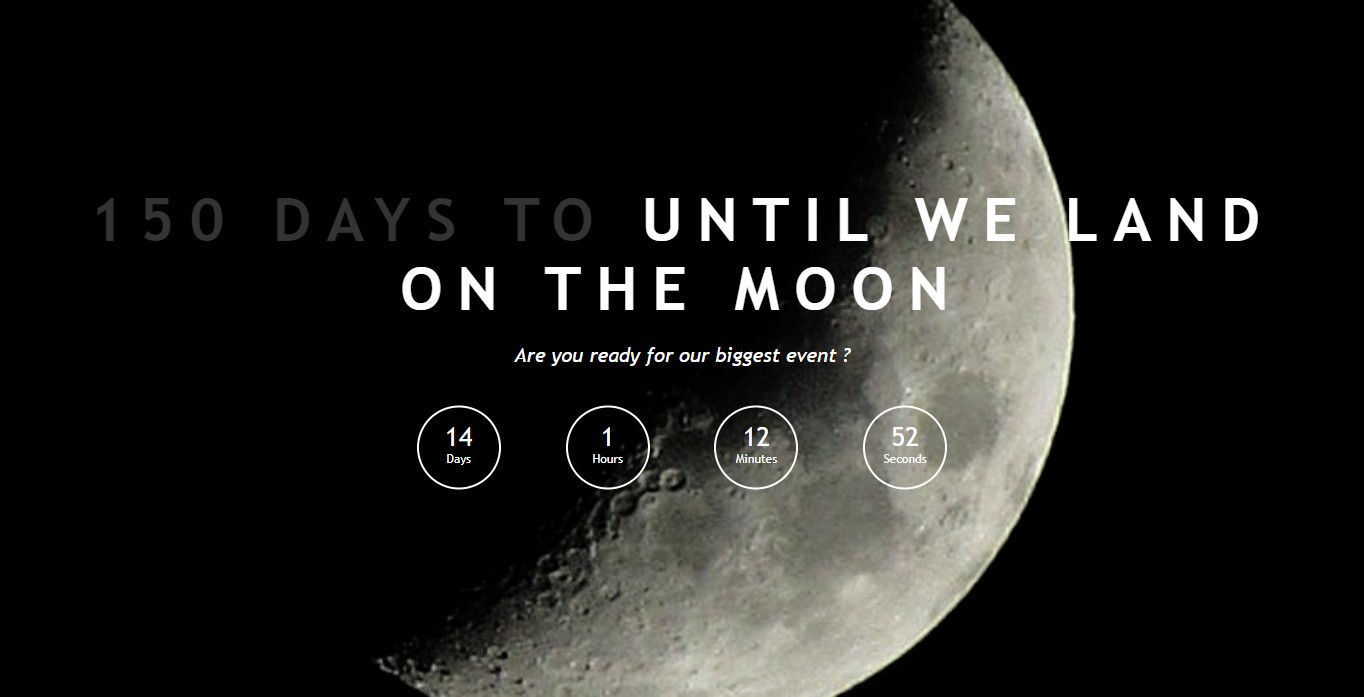 150 DAYS TO UNTIL WE LAND
ON THE MOON
Are you ready for our biggest event ?
14
Days
1
Hours
12
Minutes
52
Seconds